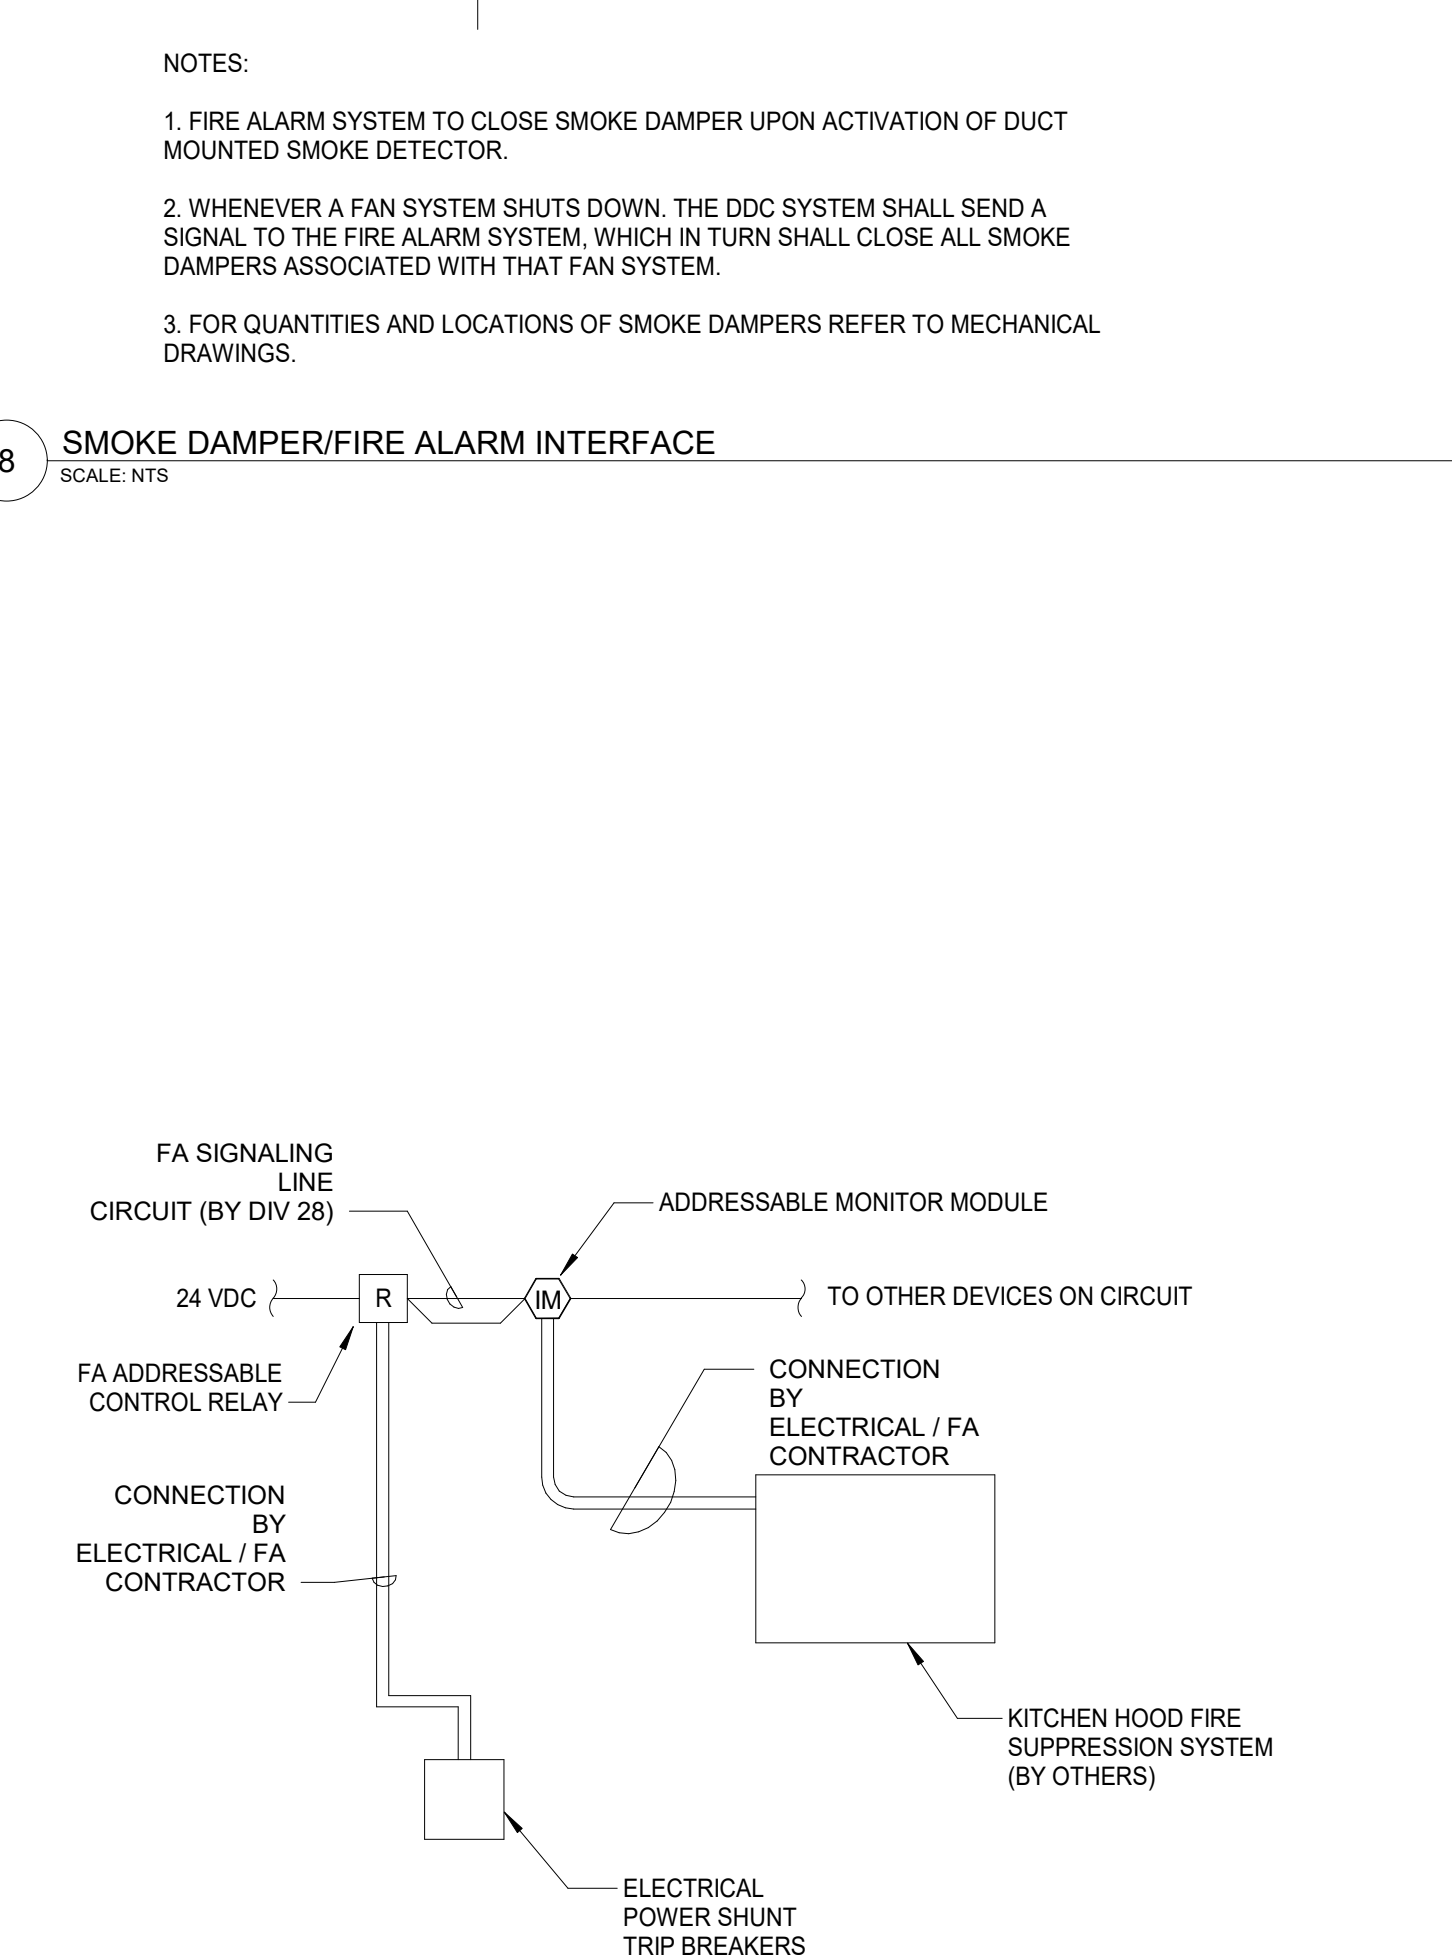 NOTES:
1. FIRE ALARM SYSTEM TO CLOSE SMOKE DAMPER UPON ACTIVATION OF DUCT
MOUNTED SMOKE DETECTOR.
2. WHENEVER A FAN SYSTEM SHUTS DOWN. THE DDC SYSTEM SHALL SEND A
SIGNAL TO THE FIRE ALARM SYSTEM, WHICH IN TURN SHALL CLOSE ALL SMOKE
DAMPERS ASSOCIATED WITH THAT FAN SYSTEM.
3. FOR QUANTITIES AND LOCATIONS OF SMOKE DAMPERS REFER TO MECHANICAL
DRAWINGS.
8
SMOKE DAMPER/FIRE ALARM INTERFACE
SCALE: NTS
FA SIGNALING
LINE
CIRCUIT (BY DIV 28)
ADDRESSABLE MONITOR MODULE
24 VDC
R
IM
TO OTHER DEVICES ON CIRCUIT
FA ADDRESSABLE
CONTROL RELAY
CONNECTION
BY
ELECTRICAL / FA
CONTRACTOR
CONNECTION
BY
ELECTRICAL / FA
CONTRACTOR
KITCHEN HOOD FIRE
SUPPRESSION SYSTEM
(BY OTHERS)
ELECTRICAL
POWER SHUNT
TRIP BREAKERS